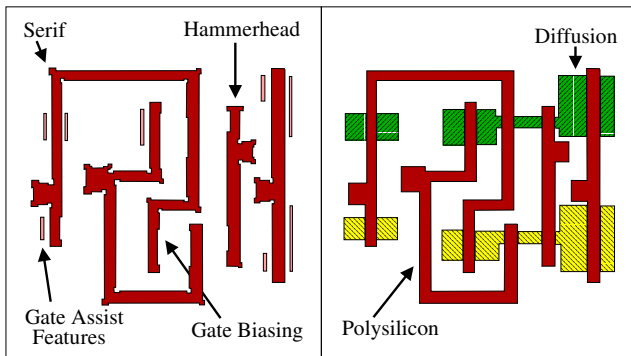 Serif
Hammerhead
Diffusion
Gate Assist
Features
Gate Biasing
Polysilicon